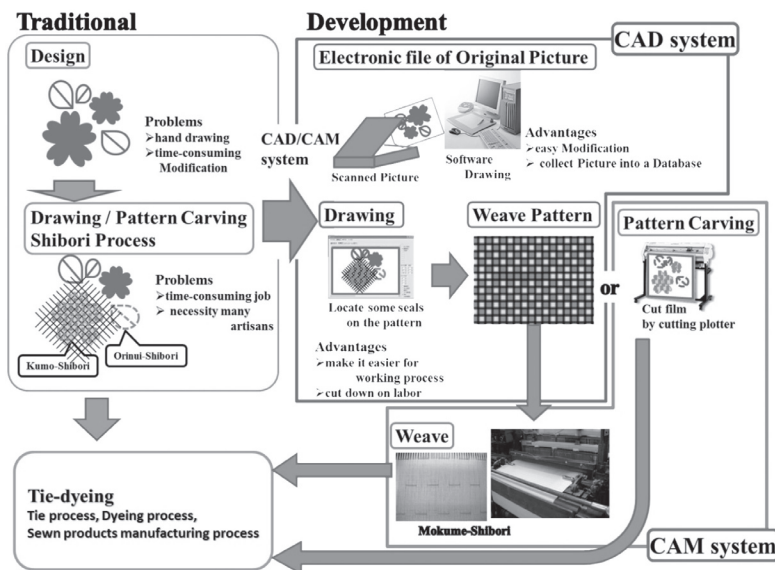 Traditional
Design
Problems
➢hand drawing
➢time-consuming
Modification
Drawing / Pattern Carving
Shibori Process
Problems
➢time-consuming job
➢ necessity many
artisans
Kumo-Shibori
Orinui-Shibori
CAD/CAM
system
Development
CAD system
Electronic file of Original Picture
Scanned Picture
Software
Drawing
Advantages
➢easy Modification
➢ collect Picture into a Database
Drawing
Locate some seals
on the pattern
Advantages
➢make it easier for
working process
➢cut down on labor
Weave Pattern
or
Pattern Carving
Cut film
by cutting plotter
Weave
Mokume-Shibori
CAM system
Tie-dyeing
Tie process, Dyeing process,
Sewn products manufacturing process